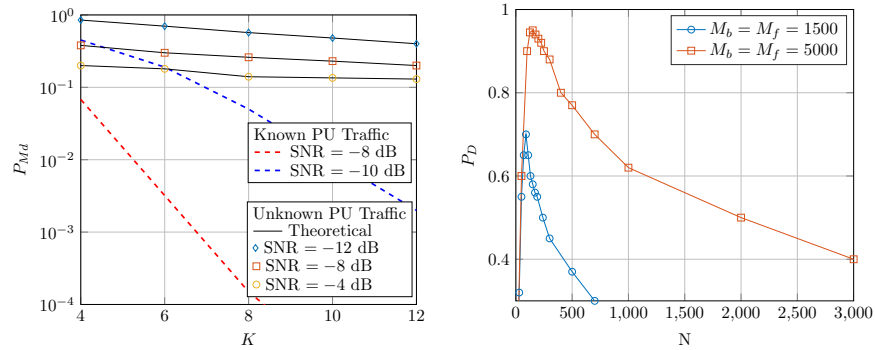 10^0
10^−1
10^−2
10^−3
10^−4
P_{Md}
4
6
8
10
12
K
Known PU Traffic
SNR = −8 dB
SNR = −10 dB
Unknown PU Traffic
Theoretical
SNR = −12 dB
SNR = −8 dB
SNR = −4 dB
1
0.8
0.6
0.4
P_D
0
500
1,000
1,500
2,000
2,500
3,000
N
M_b = M_f = 1500
M_b = M_f = 5000